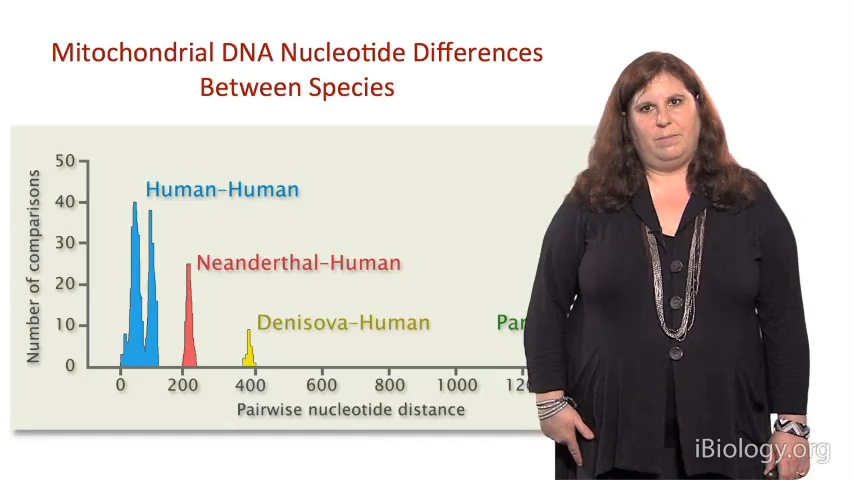 Mitochondrial DNA Nucleotide Differences
Between Species
50
40
30
20
10
0
Number of comparisons
Human–Human
Neanderthal–Human
Denisova–Human
0 200 400 600 800 1000
Pairwise nucleotide distance
iBiology.org